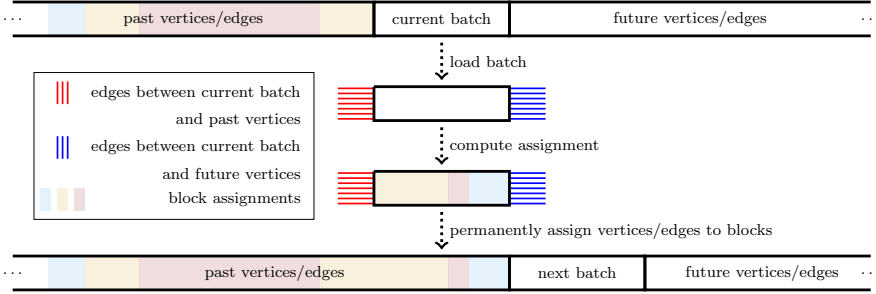 ... past vertices/edges current batch future vertices/edges ..
load batch
edges between current batch
and past vertices
edges between current batch
and future vertices
block assignments
compute assignment
permanently assign vertices/edges to blocks
... past vertices/edges next batch future vertices/edges ..